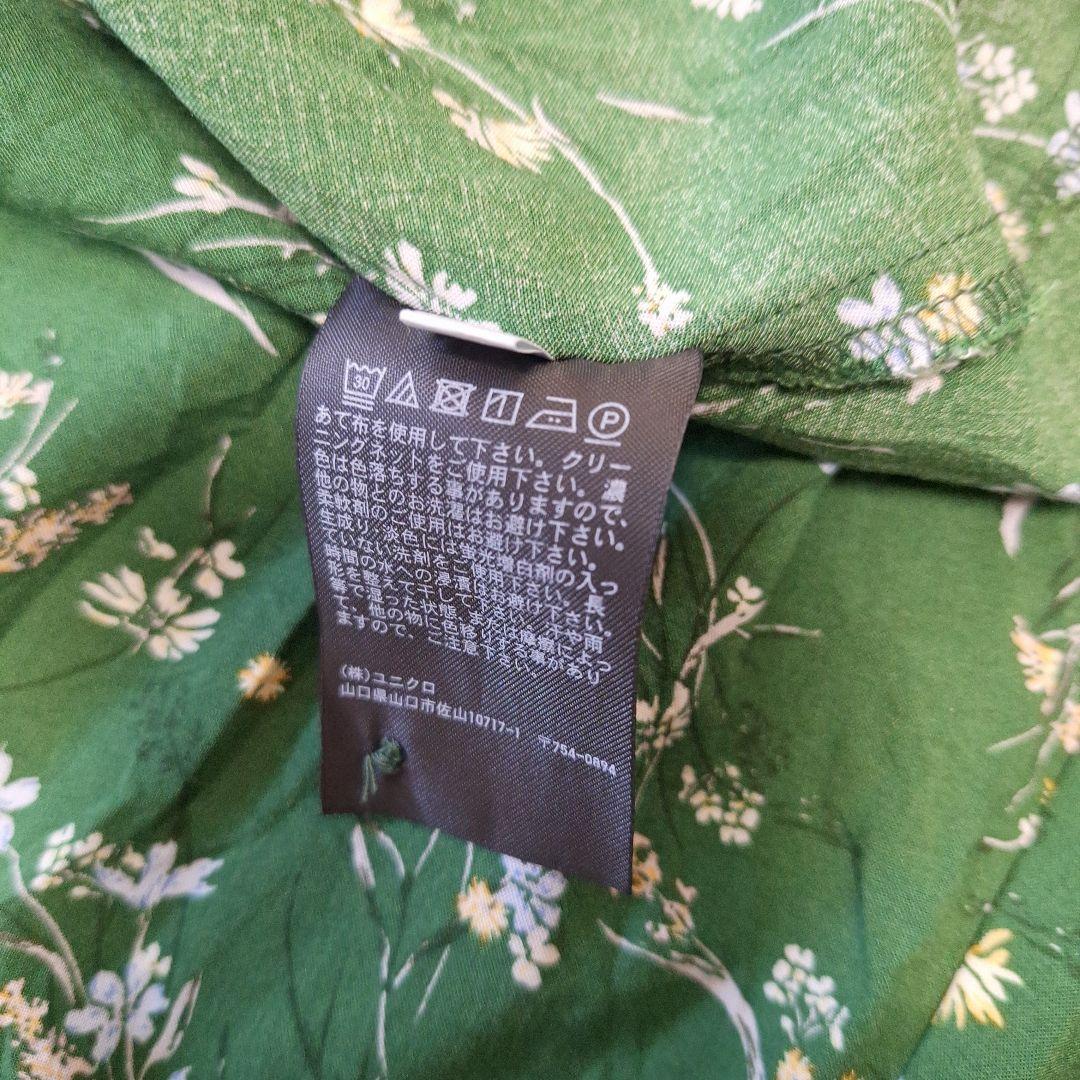 30
P
あて布を使用して下さい。クリー
ニングネットをご使用下さい。濃
色は色落ちする事がありますので、
他の物とのお洗濯はお避け下さい。
柔軟剤のご使用はお避け下さい。
生成り／淡色には蛍光増白剤の入っ
ていない洗剤をご使用下さい。長
時間の水への浸漬はお避け下さい。
形を整えて干して下さい。汗や雨
等で湿った状態、または摩擦によっ
て、他の物に色移りする事があり
ますので、ご注意下さい。
(株)ユニクロ
山口県山口市佐山10717-1 〒754-0894